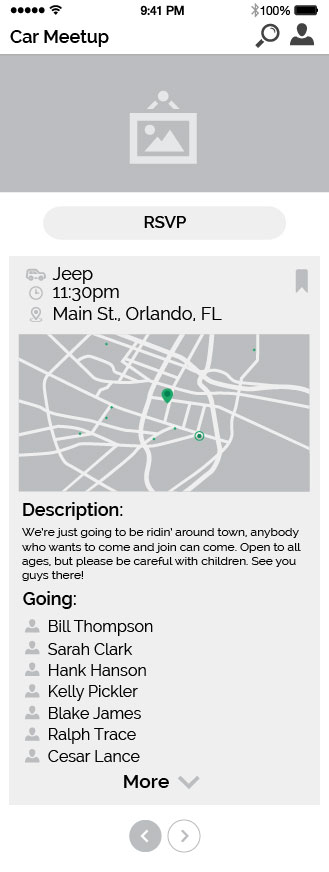 9:41 PM
100%
Car Meetup
RSVP
Jeep
11:30pm
Main St., Orlando, FL
Description:
We're just going to be ridin' around town, anybody
who wants to come and join can come. Open to all
ages, but please be careful with children. See you
guys there!
Going:
Bill Thompson
Sarah Clark
Hank Hanson
Kelly Pickler
Blake James
Ralph Trace
Cesar Lance
More